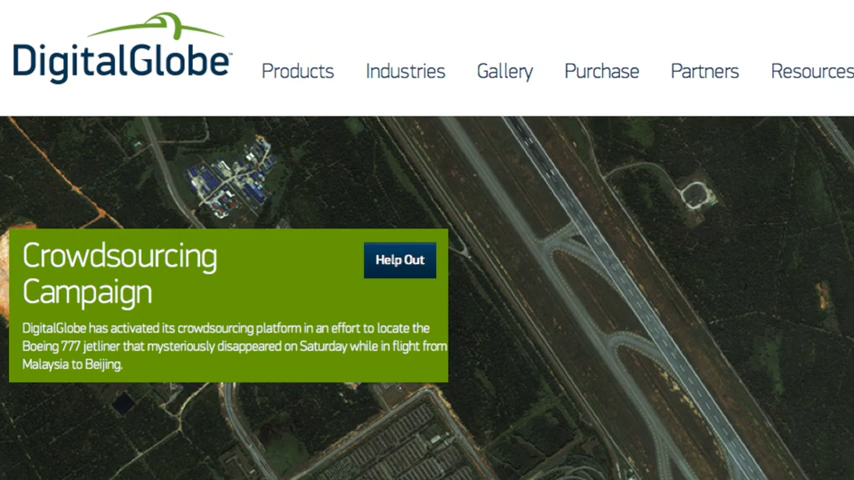 DigitalGlobe™
Products Industries Gallery Purchase Partners Resources
Crowdsourcing
Campaign
Help Out
DigitalGlobe has activated its crowdsourcing platform in an effort to locate the
Boeing 777 jetliner that mysteriously disappeared on Saturday while in flight from
Malaysia to Beijing.